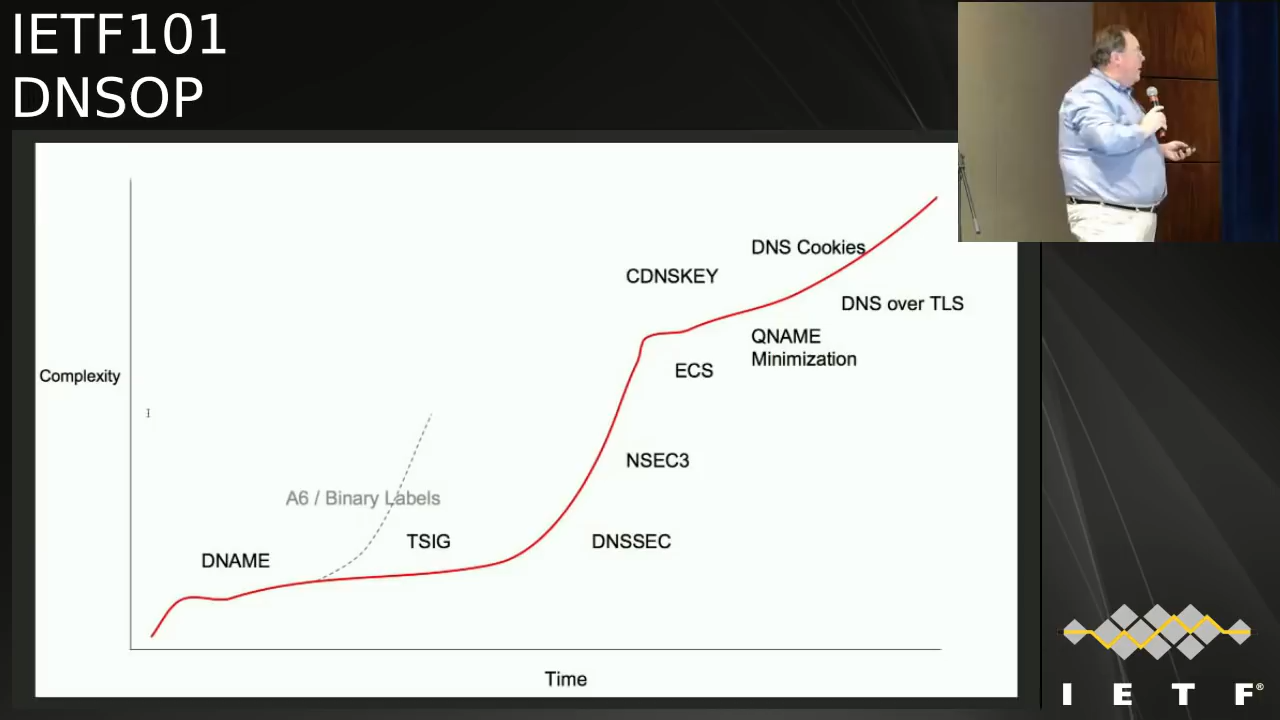 IETF101
DNSOP
DNS Cookies
CDNSKEY
DNS over TLS
QNAME
Minimization
Complexity
ECS
NSEC3
A6 / Binary Labels
TSIG
DNSSEC
DNAME
Time
I E T F®